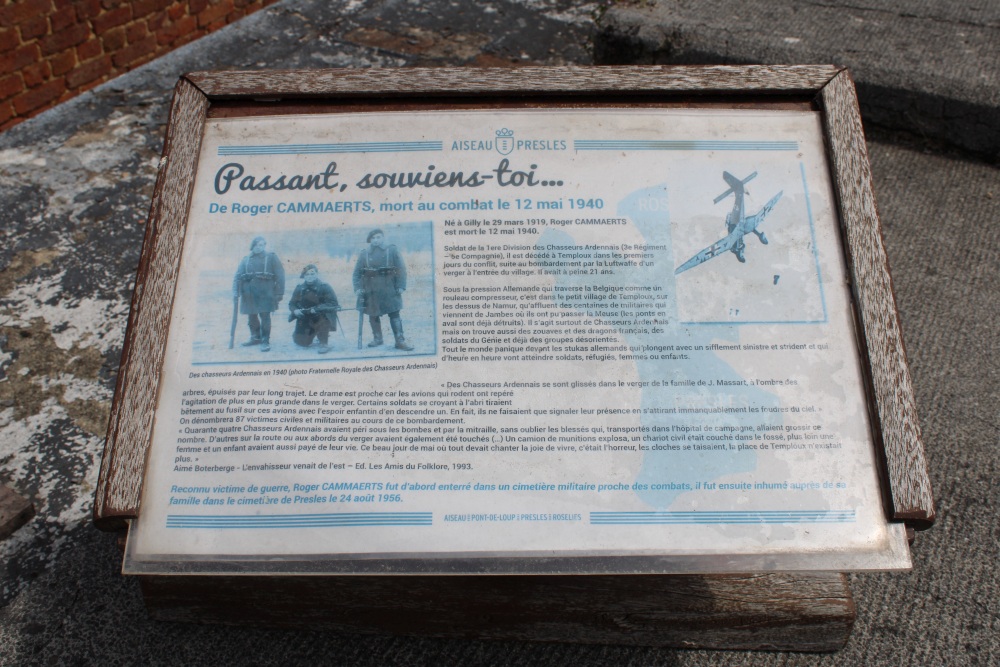 AISEAU PRESLES
Passant, souviens-toi...
De Roger CAMMAERTS, mort au combat le 12 mai 1940
Né à Gilly le 29 mars 1919, Roger CAMMAERTS
est mort le 12 mai 1940.
Soldat de la 1ere Division des Chasseurs Ardennais (3e Régiment
– 6e Compagnie), il est décédé à Temploux dans les premiers
jours du conflit, suite au bombardement par la Luftwaffe d'un
verger à l'entrée du village. Il avait à peine 21 ans.
Sous la pression Allemande qui traverse la Belgique comme un
rouleau compresseur, c'est dans le petit village de Temploux, sur
les dessus de Namur, qu'affluent des centaines de militaires qui
viennent de Jambes où ils ont pu passer la Meuse (les ponts en
aval sont déjà détruits). Il s'agit surtout de Chasseurs Ardennais
mais on trouve aussi des zouaves et des dragons français, des
soldats du Génie et déjà des groupes désorientés.
Tout le monde panique devant les stukas allemands qui plongent avec un sifflement sinistre et strident et qui
d'heure en heure vont atteindre soldats, réfugiés, femmes ou enfants.
Des chasseurs Ardennais en 1940 (photo Fraternelle Royale des Chasseurs Ardennais)
« Des Chasseurs Ardennais se sont glissés dans le verger de la famille de J. Massart, à l'ombre des
arbres, épuisés par leur long trajet. Le drame est proche car les avions qui rodent ont repéré
l'agitation de plus en plus grande dans le verger. Certains soldats se croyant à l'abri tiraient
bêtement au fusil sur ces avions avec l'espoir enfantin d'en descendre un. En fait, ils ne faisaient que signaler leur présence en s'attirant immanquablement les foudres du ciel. »
On dénombrera 87 victimes civiles et militaires au cours de ce bombardement.
« Quarante quatre Chasseurs Ardennais avaient péri sous les bombes et par la mitraille, sans oublier les blessés qui, transportés dans l'hôpital de campagne, allaient grossir ce
nombre. D'autres sur la route ou aux abords du verger avaient également été touchés (...) Un camion de munitions explosa, un chariot civil était couché dans le fossé, plus loin une
femme et un enfant avaient aussi payé de leur vie. Ce beau jour de mai où tout devait chanter la joie de vivre, c'était l'horreur, les cloches se taisaient, la place de Temploux n'existait
plus. »
Aimé Boterberge - L'envahisseur venait de l'est – Ed. Les Amis du Folklore, 1993.
Reconnu victime de guerre, Roger CAMMAERTS fut d'abord enterré dans un cimetière militaire proche des combats, il fut ensuite inhumé auprès de sa
famille dans le cimetière de Presles le 24 août 1956.
AISEAU | PONT-DE-LOUP | PRESLES | ROSELIES